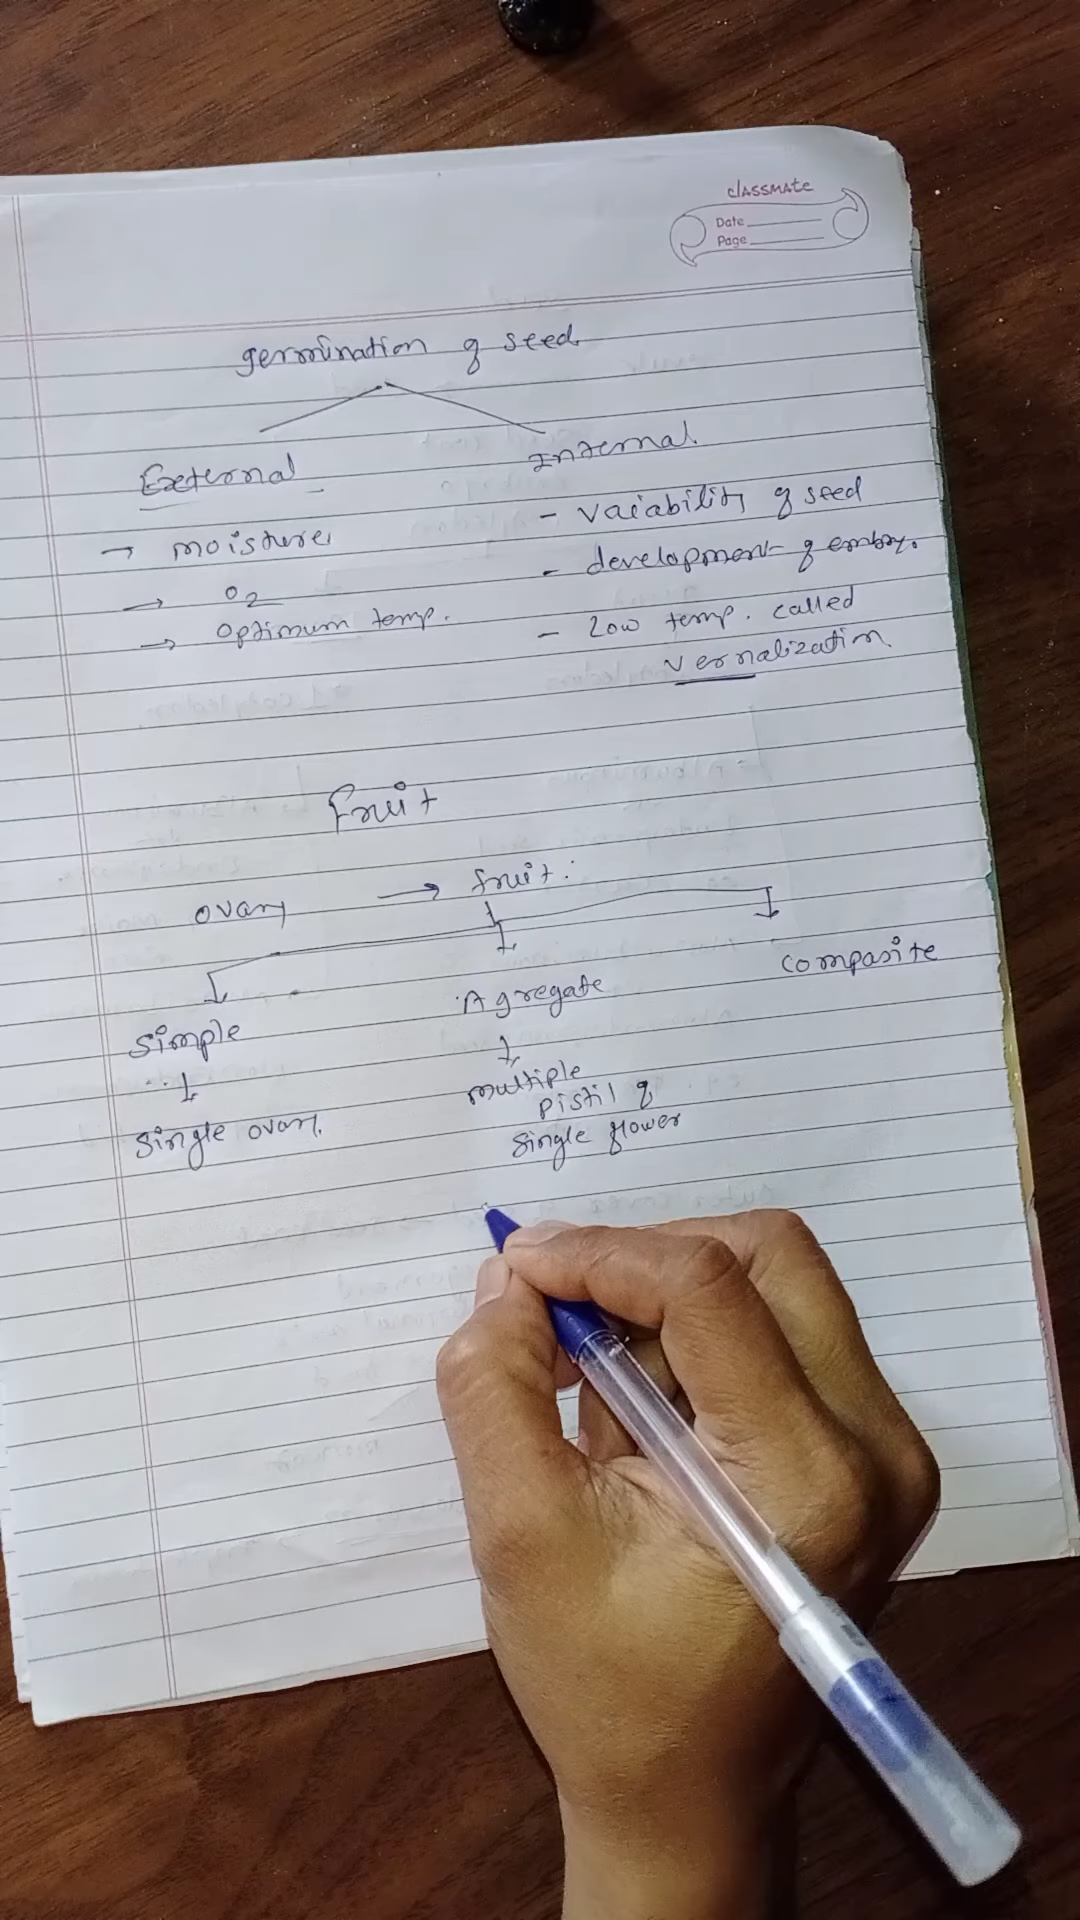 classmate
Date
Page
germination of seed
External
Internal
→ moisture
- vaiability of seed
→ O2
- development of embryo
→ Optimum temp.
- low temp. called
vernalization
Fruit
ovary → fruit.
Simple
Agregate
Composite
single ovary.
multiple
pistil of
single flower